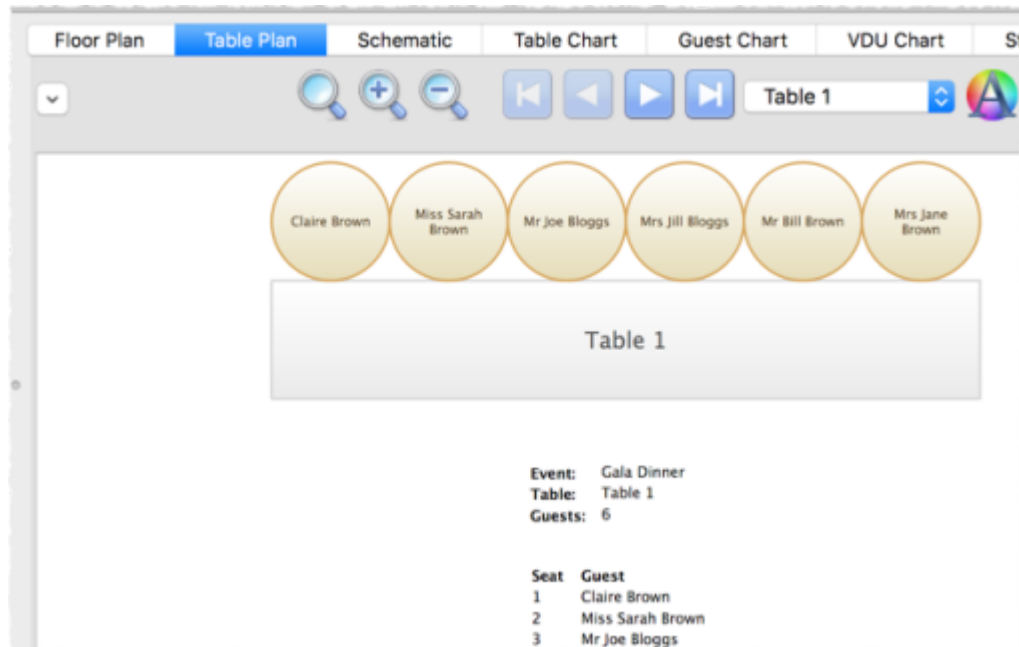 Floor Plan Table Plan Schematic Table Chart Guest Chart VDU Chart
Table 1
Claire Brown
Miss Sarah
Brown
Mr Joe Bloggs
Mrs Jill Bloggs
Mr Bill Brown
Mrs Jane
Brown
Table 1
Event: Gala Dinner
Table: Table 1
Guests: 6
Seat Guest
1 Claire Brown
2 Miss Sarah Brown
3 Mr Joe Bloggs